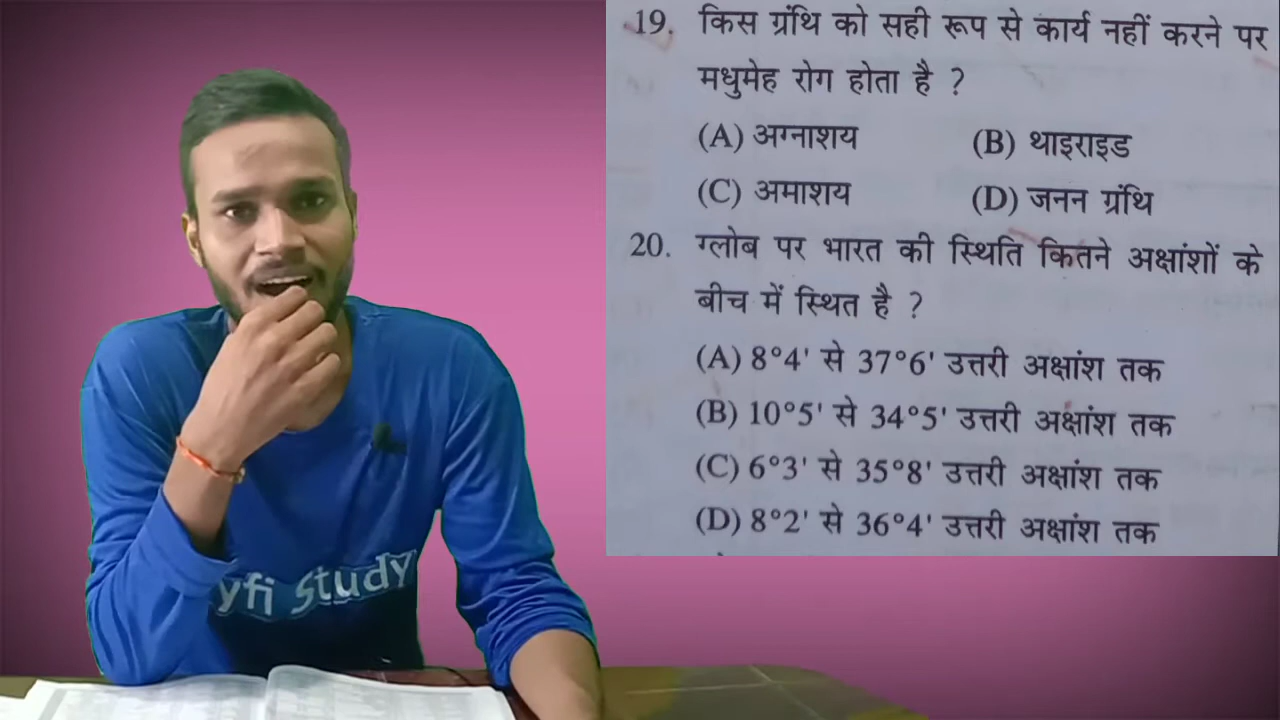 19. किस ग्रंथि को सही रूप से कार्य नहीं करने पर
मधुमेह रोग होता है ?
(A) अग्नाशय (B) थाइराइड
(C) अमाशय (D) जनन ग्रंथि
20. ग्लोब पर भारत की स्थिति कितने अक्षांशों के
बीच में स्थित है ?
(A) 8°4' से 37°6' उत्तरी अक्षांश तक
(B) 10°5' से 34°5' उत्तरी अक्षांश तक
(C) 6°3' से 35°8' उत्तरी अक्षांश तक
(D) 8°2' से 36°4' उत्तरी अक्षांश तक
yfi Study